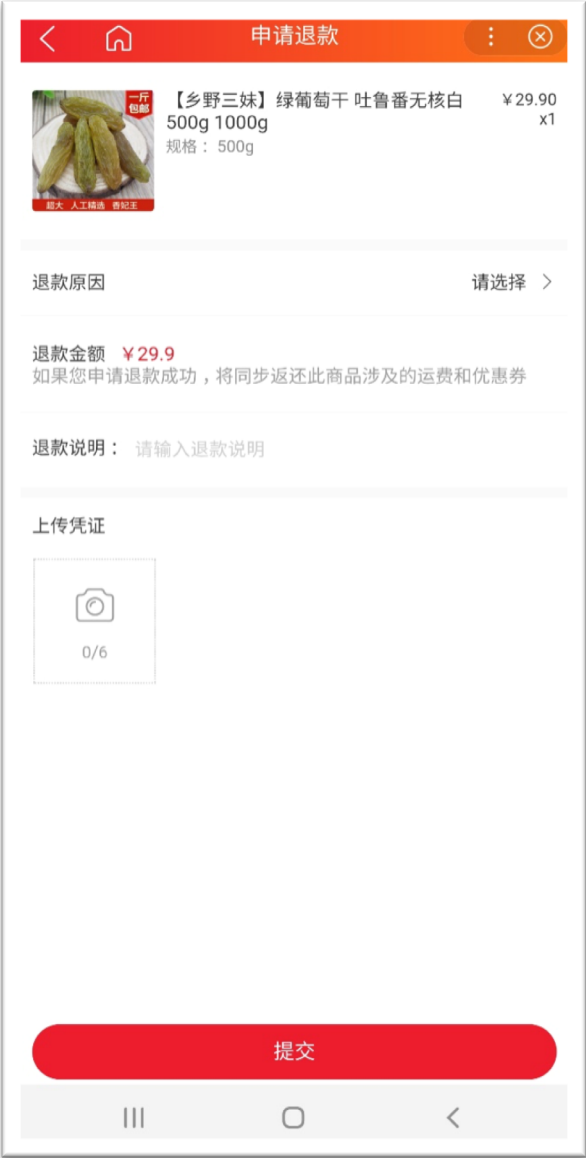 申请退款
一斤
包邮
超大 人工精选 香妃王
【乡野三妹】绿葡萄干 吐鲁番无核白
500g 1000g
规格： 500g
￥29.90
x1
退款原因
请选择
退款金额 ￥29.9
如果您申请退款成功，将同步返还此商品涉及的运费和优惠券
退款说明： 请输入退款说明
上传凭证
0/6
提交